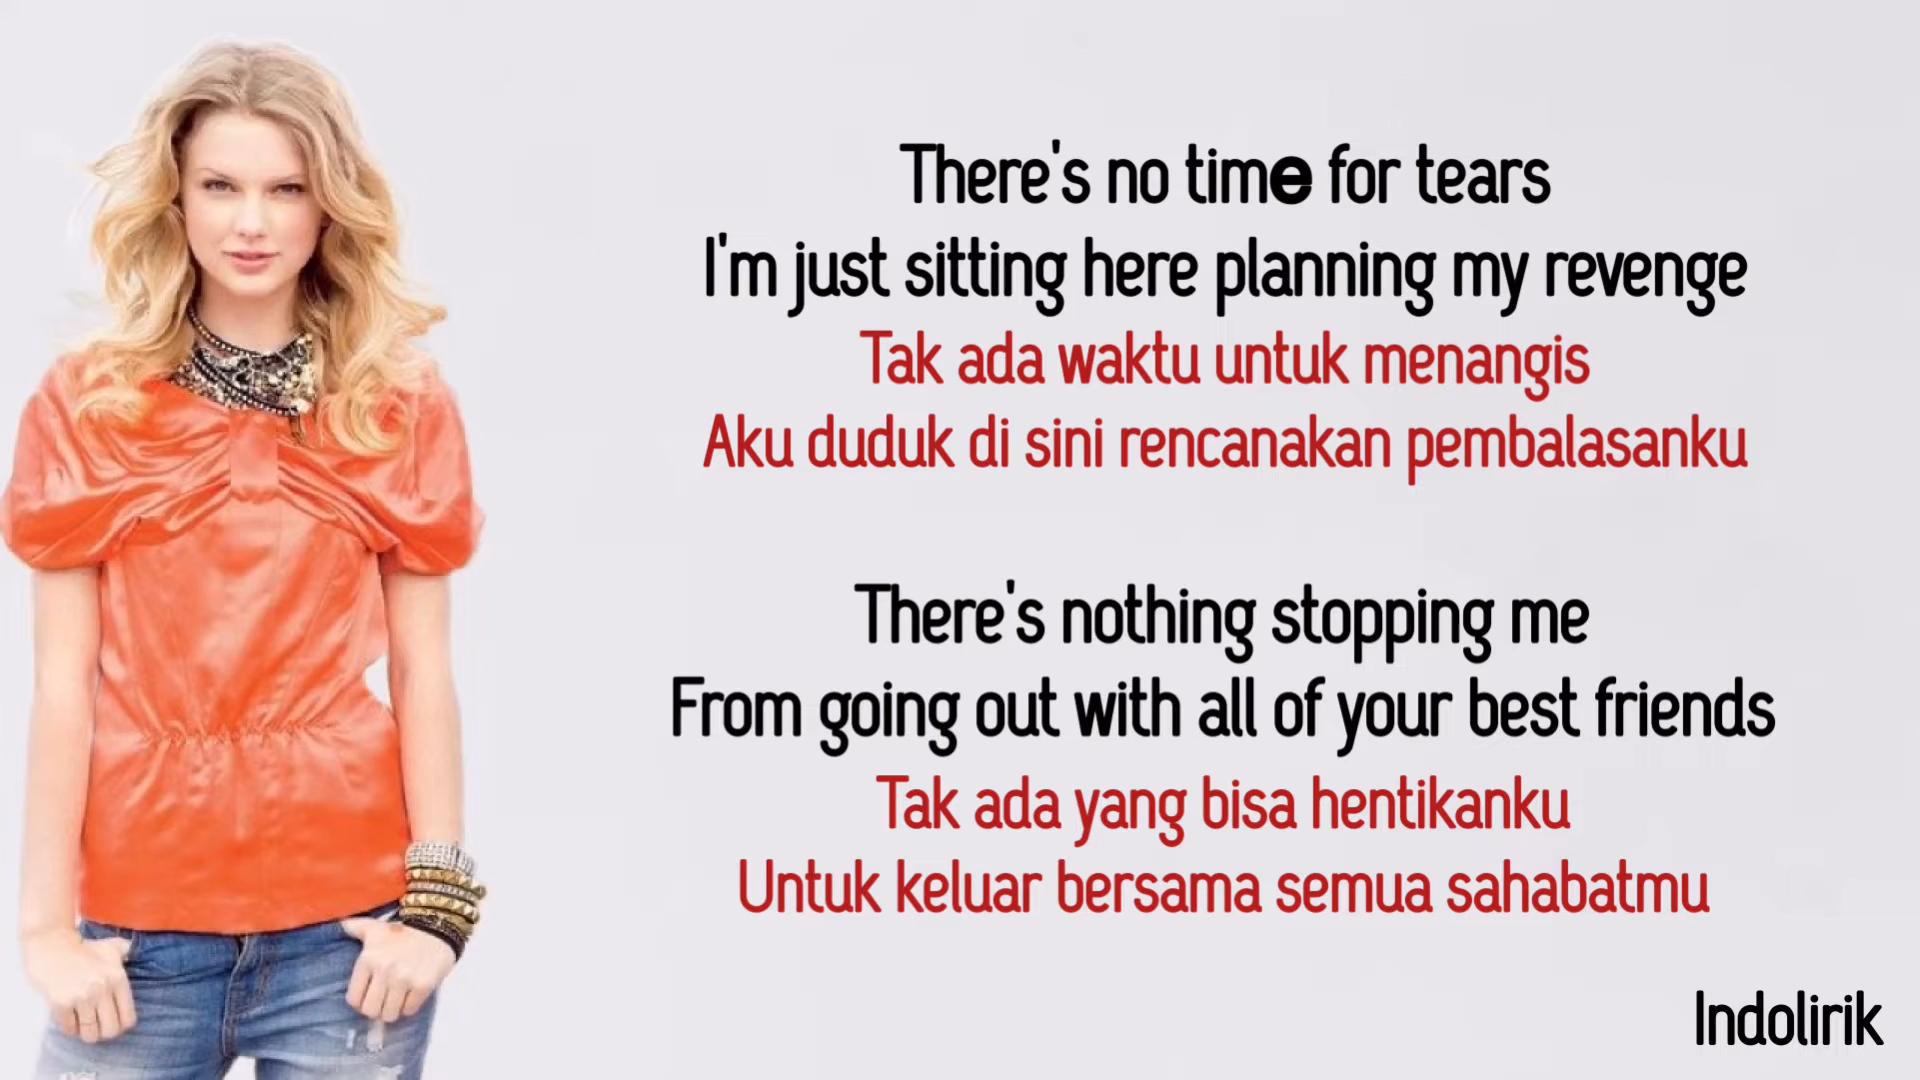 There's no time for tears
I'm just sitting here planning my revenge
Tak ada waktu untuk menangis
Aku duduk di sini rencanakan pembalasanku
There's nothing stopping me
From going out with all of your best friends
Tak ada yang bisa hentikanku
Untuk keluar bersama semua sahabatmu
Indolirik